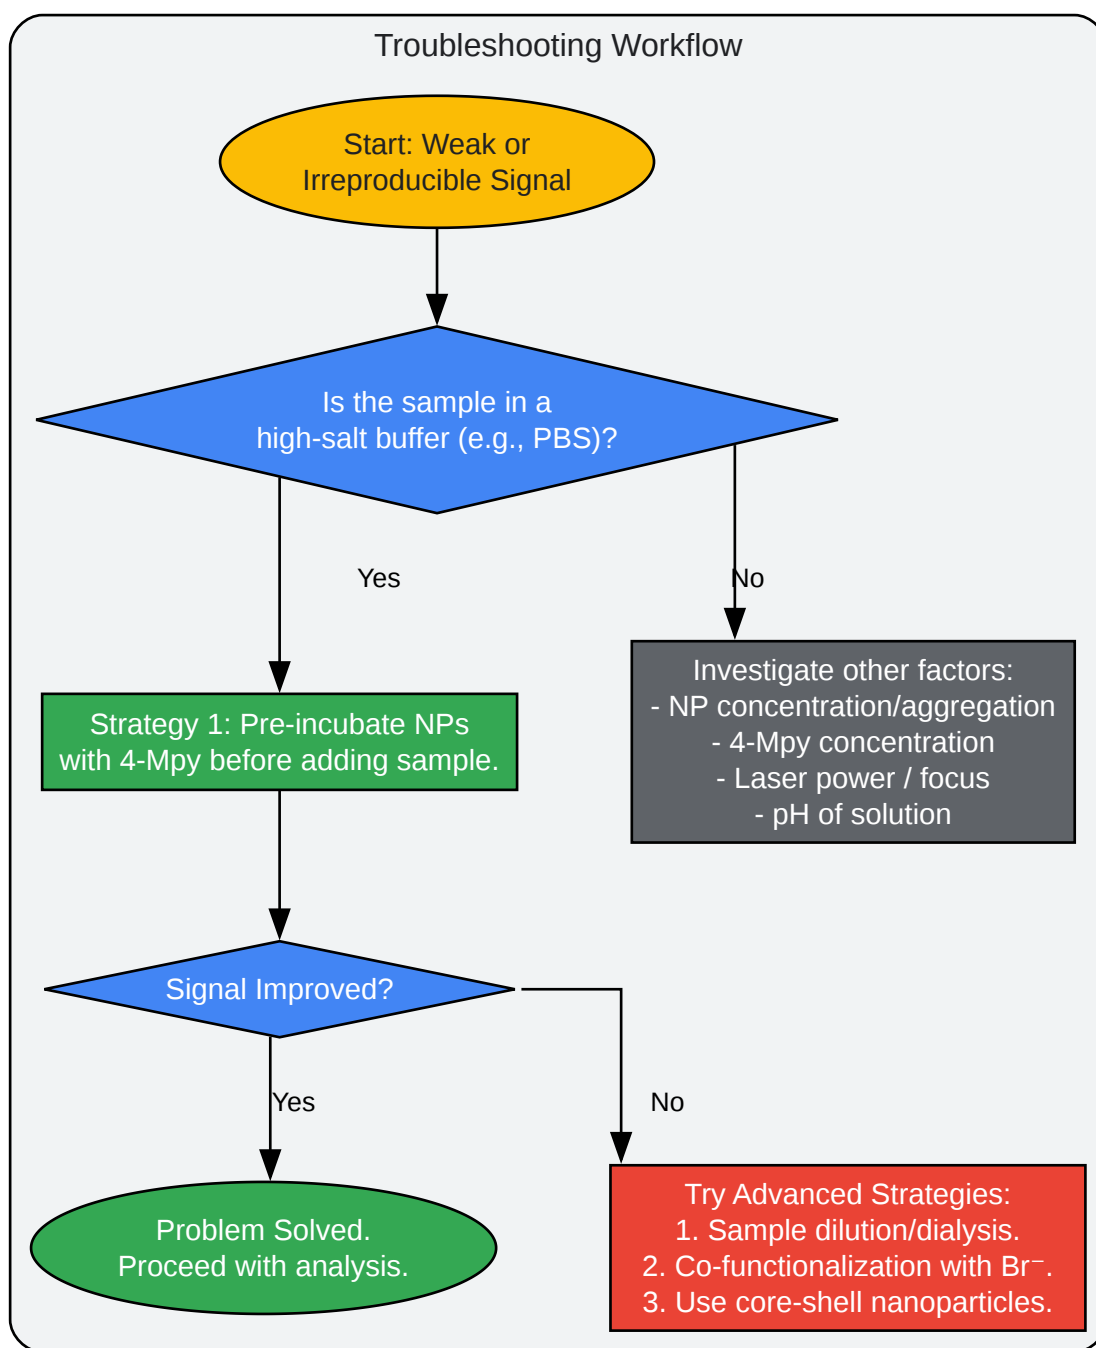 Troubleshooting Workflow
Start: Weak or
Irreproducible Signal
Is the sample in a
high-salt buffer (e.g., PBS)?
Yes
No
Investigate other factors:
- NP concentration/aggregation
- 4-Mpy concentration
- Laser power / focus
- pH of solution
Strategy 1: Pre-incubate NPs
with 4-Mpy before adding sample.
Signal Improved?
Yes
No
Problem Solved.
Proceed with analysis.
Try Advanced Strategies:
1. Sample dilution/dialysis.
2. Co-functionalization with Br⁻.
3. Use core-shell nanoparticles.